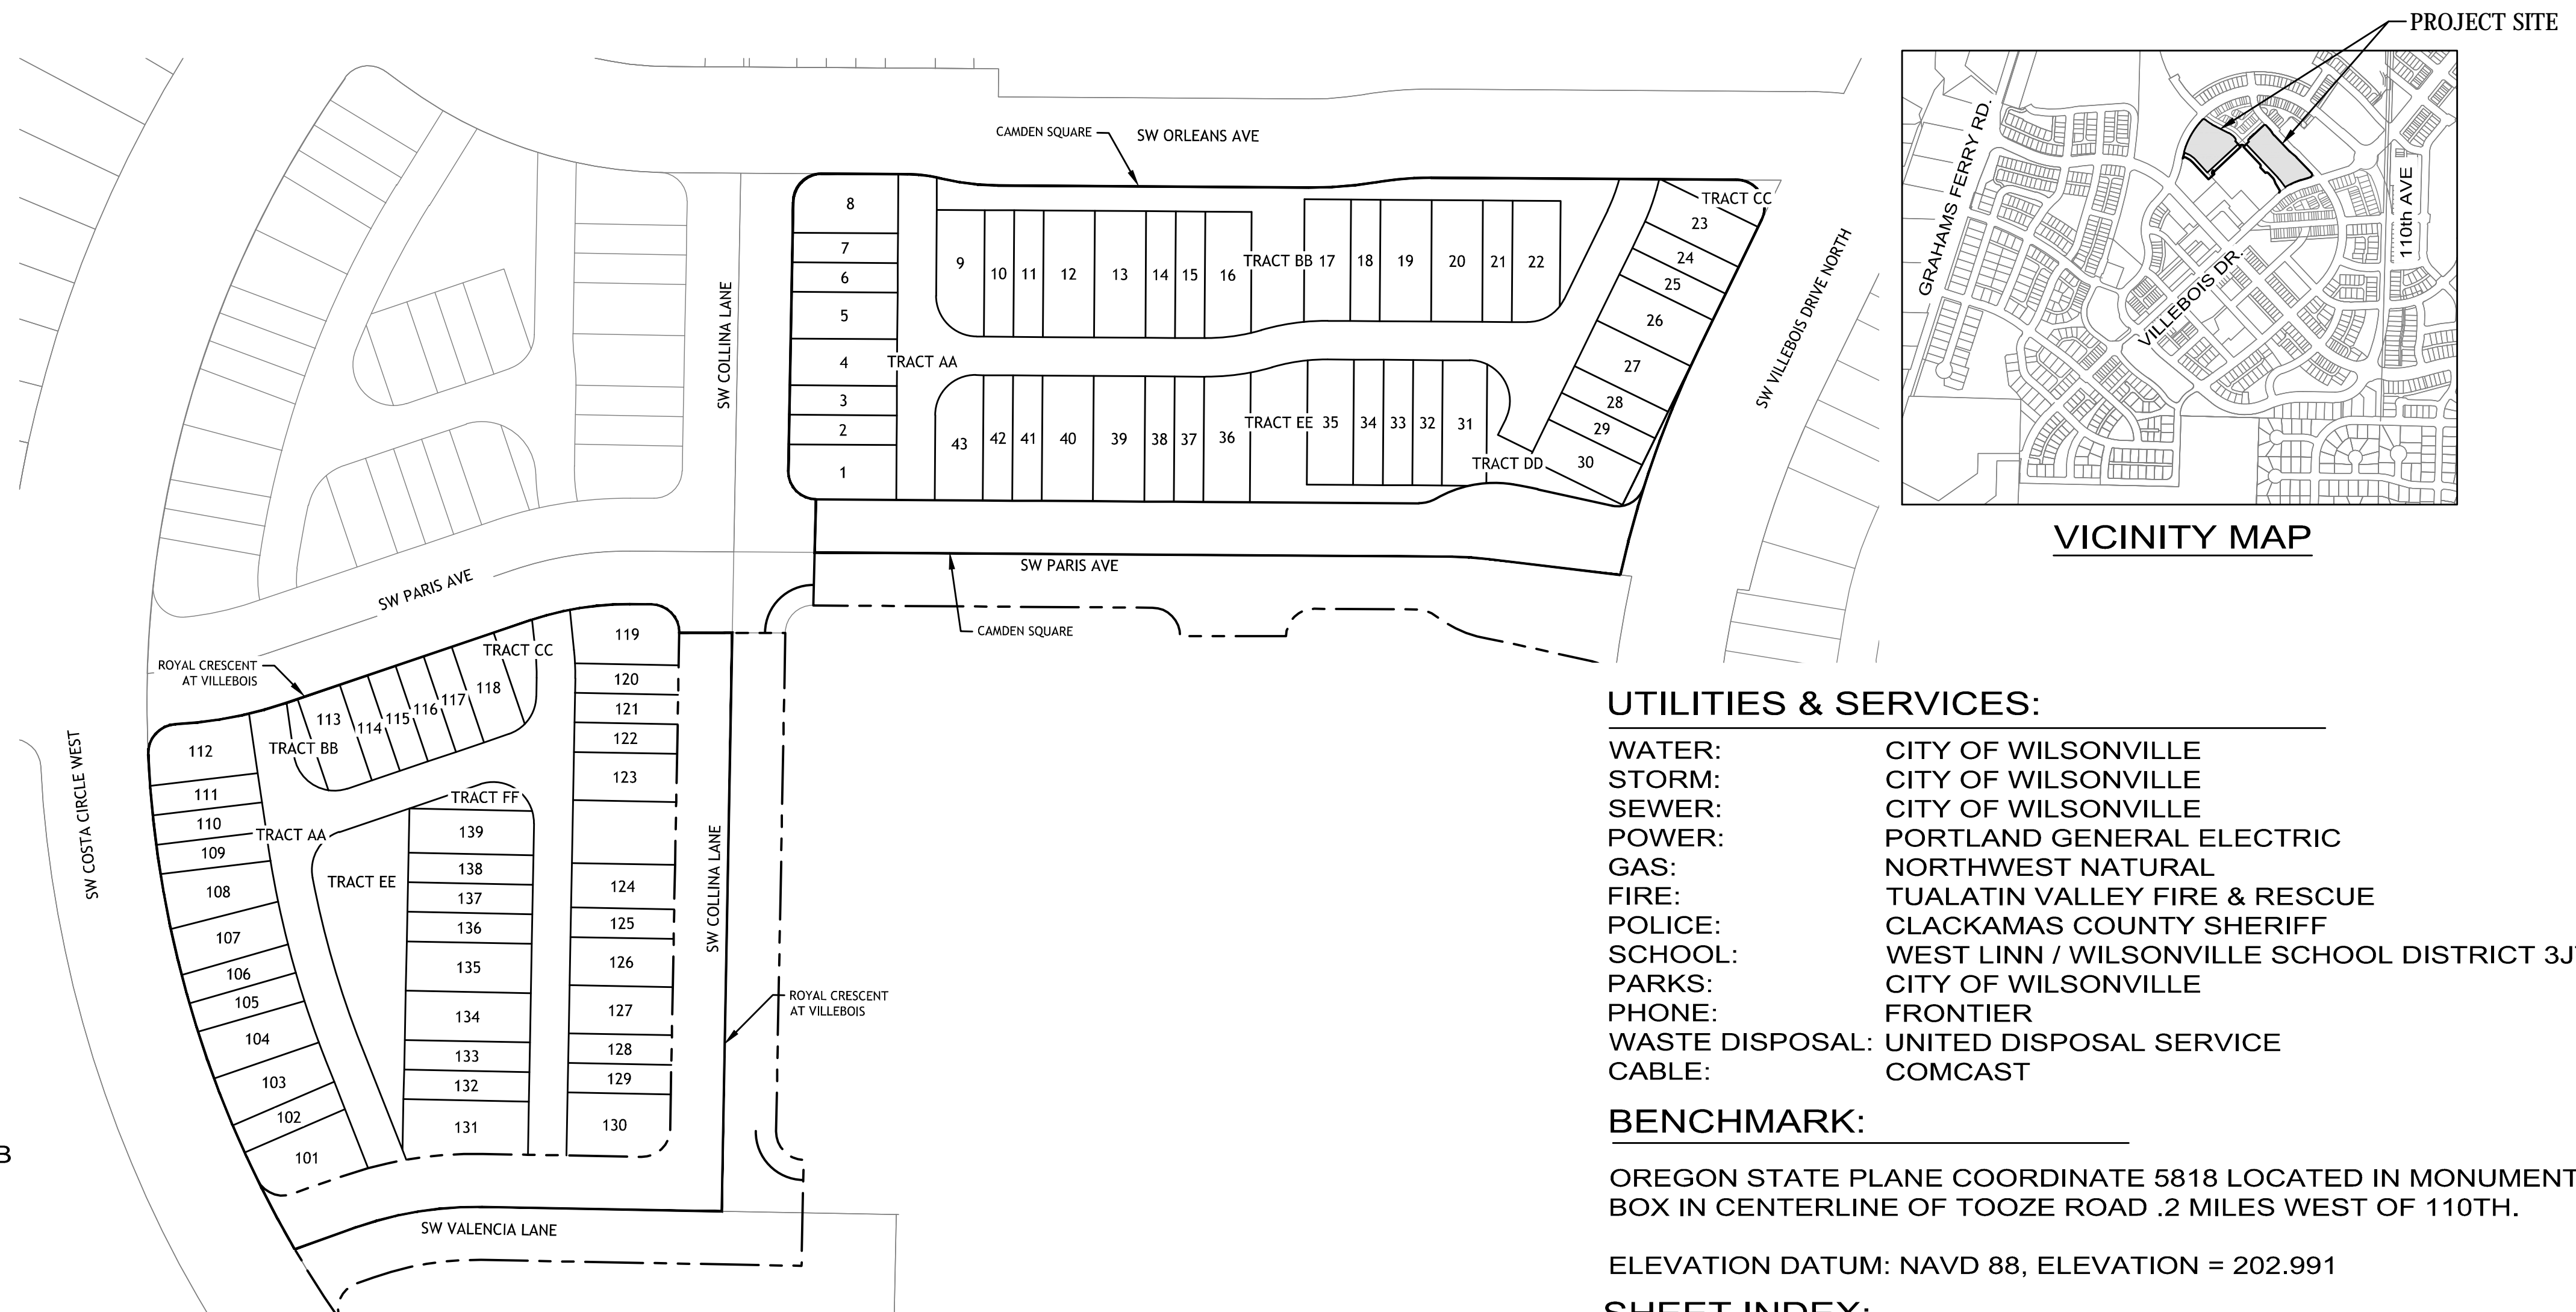 PROJECT SITE
CAMDEN SQUARE
SW ORLEANS AVE
SW COLLINA LANE
SW VILLEBOIS DRIVE NORTH
8
7
6
5
4
3
2
1
TRACT AA
9 10 11 12 13 14 15 16 TRACT BB 17 18 19 20 21 22
TRACT CC
23
24
25
26
27
28
29
30
43 42 41 40 39 38 37 36 TRACT EE 35 34 33 32 31
TRACT DD
SW PARIS AVE
CAMDEN SQUARE
SW PARIS AVE
GRAHAMS FERRY RD.
VILLEBOIS DR.
110th AVE
VICINITY MAP
ROYAL CRESCENT
AT VILLEBOIS
SW COSTA CIRCLE WEST
112
111
110
109
108
107
106
105
104
103
102
101
TRACT AA
TRACT BB
113 114 115 116 117 118
TRACT CC
119
120
121
122
123
124
125
126
127
128
129
130
TRACT FF
139
138
137
136
135
134
133
132
131
TRACT EE
SW COLLINA LANE
ROYAL CRESCENT
AT VILLEBOIS
SW VALENCIA LANE
B
UTILITIES & SERVICES:
WATER: CITY OF WILSONVILLE
STORM: CITY OF WILSONVILLE
SEWER: CITY OF WILSONVILLE
POWER: PORTLAND GENERAL ELECTRIC
GAS: NORTHWEST NATURAL
FIRE: TUALATIN VALLEY FIRE & RESCUE
POLICE: CLACKAMAS COUNTY SHERIFF
SCHOOL: WEST LINN / WILSONVILLE SCHOOL DISTRICT 3J
PARKS: CITY OF WILSONVILLE
PHONE: FRONTIER
WASTE DISPOSAL: UNITED DISPOSAL SERVICE
CABLE: COMCAST
BENCHMARK:
OREGON STATE PLANE COORDINATE 5818 LOCATED IN MONUMENT
BOX IN CENTERLINE OF TOOZE ROAD .2 MILES WEST OF 110TH.
ELEVATION DATUM: NAVD 88, ELEVATION = 202.991
SHEET INDEX: